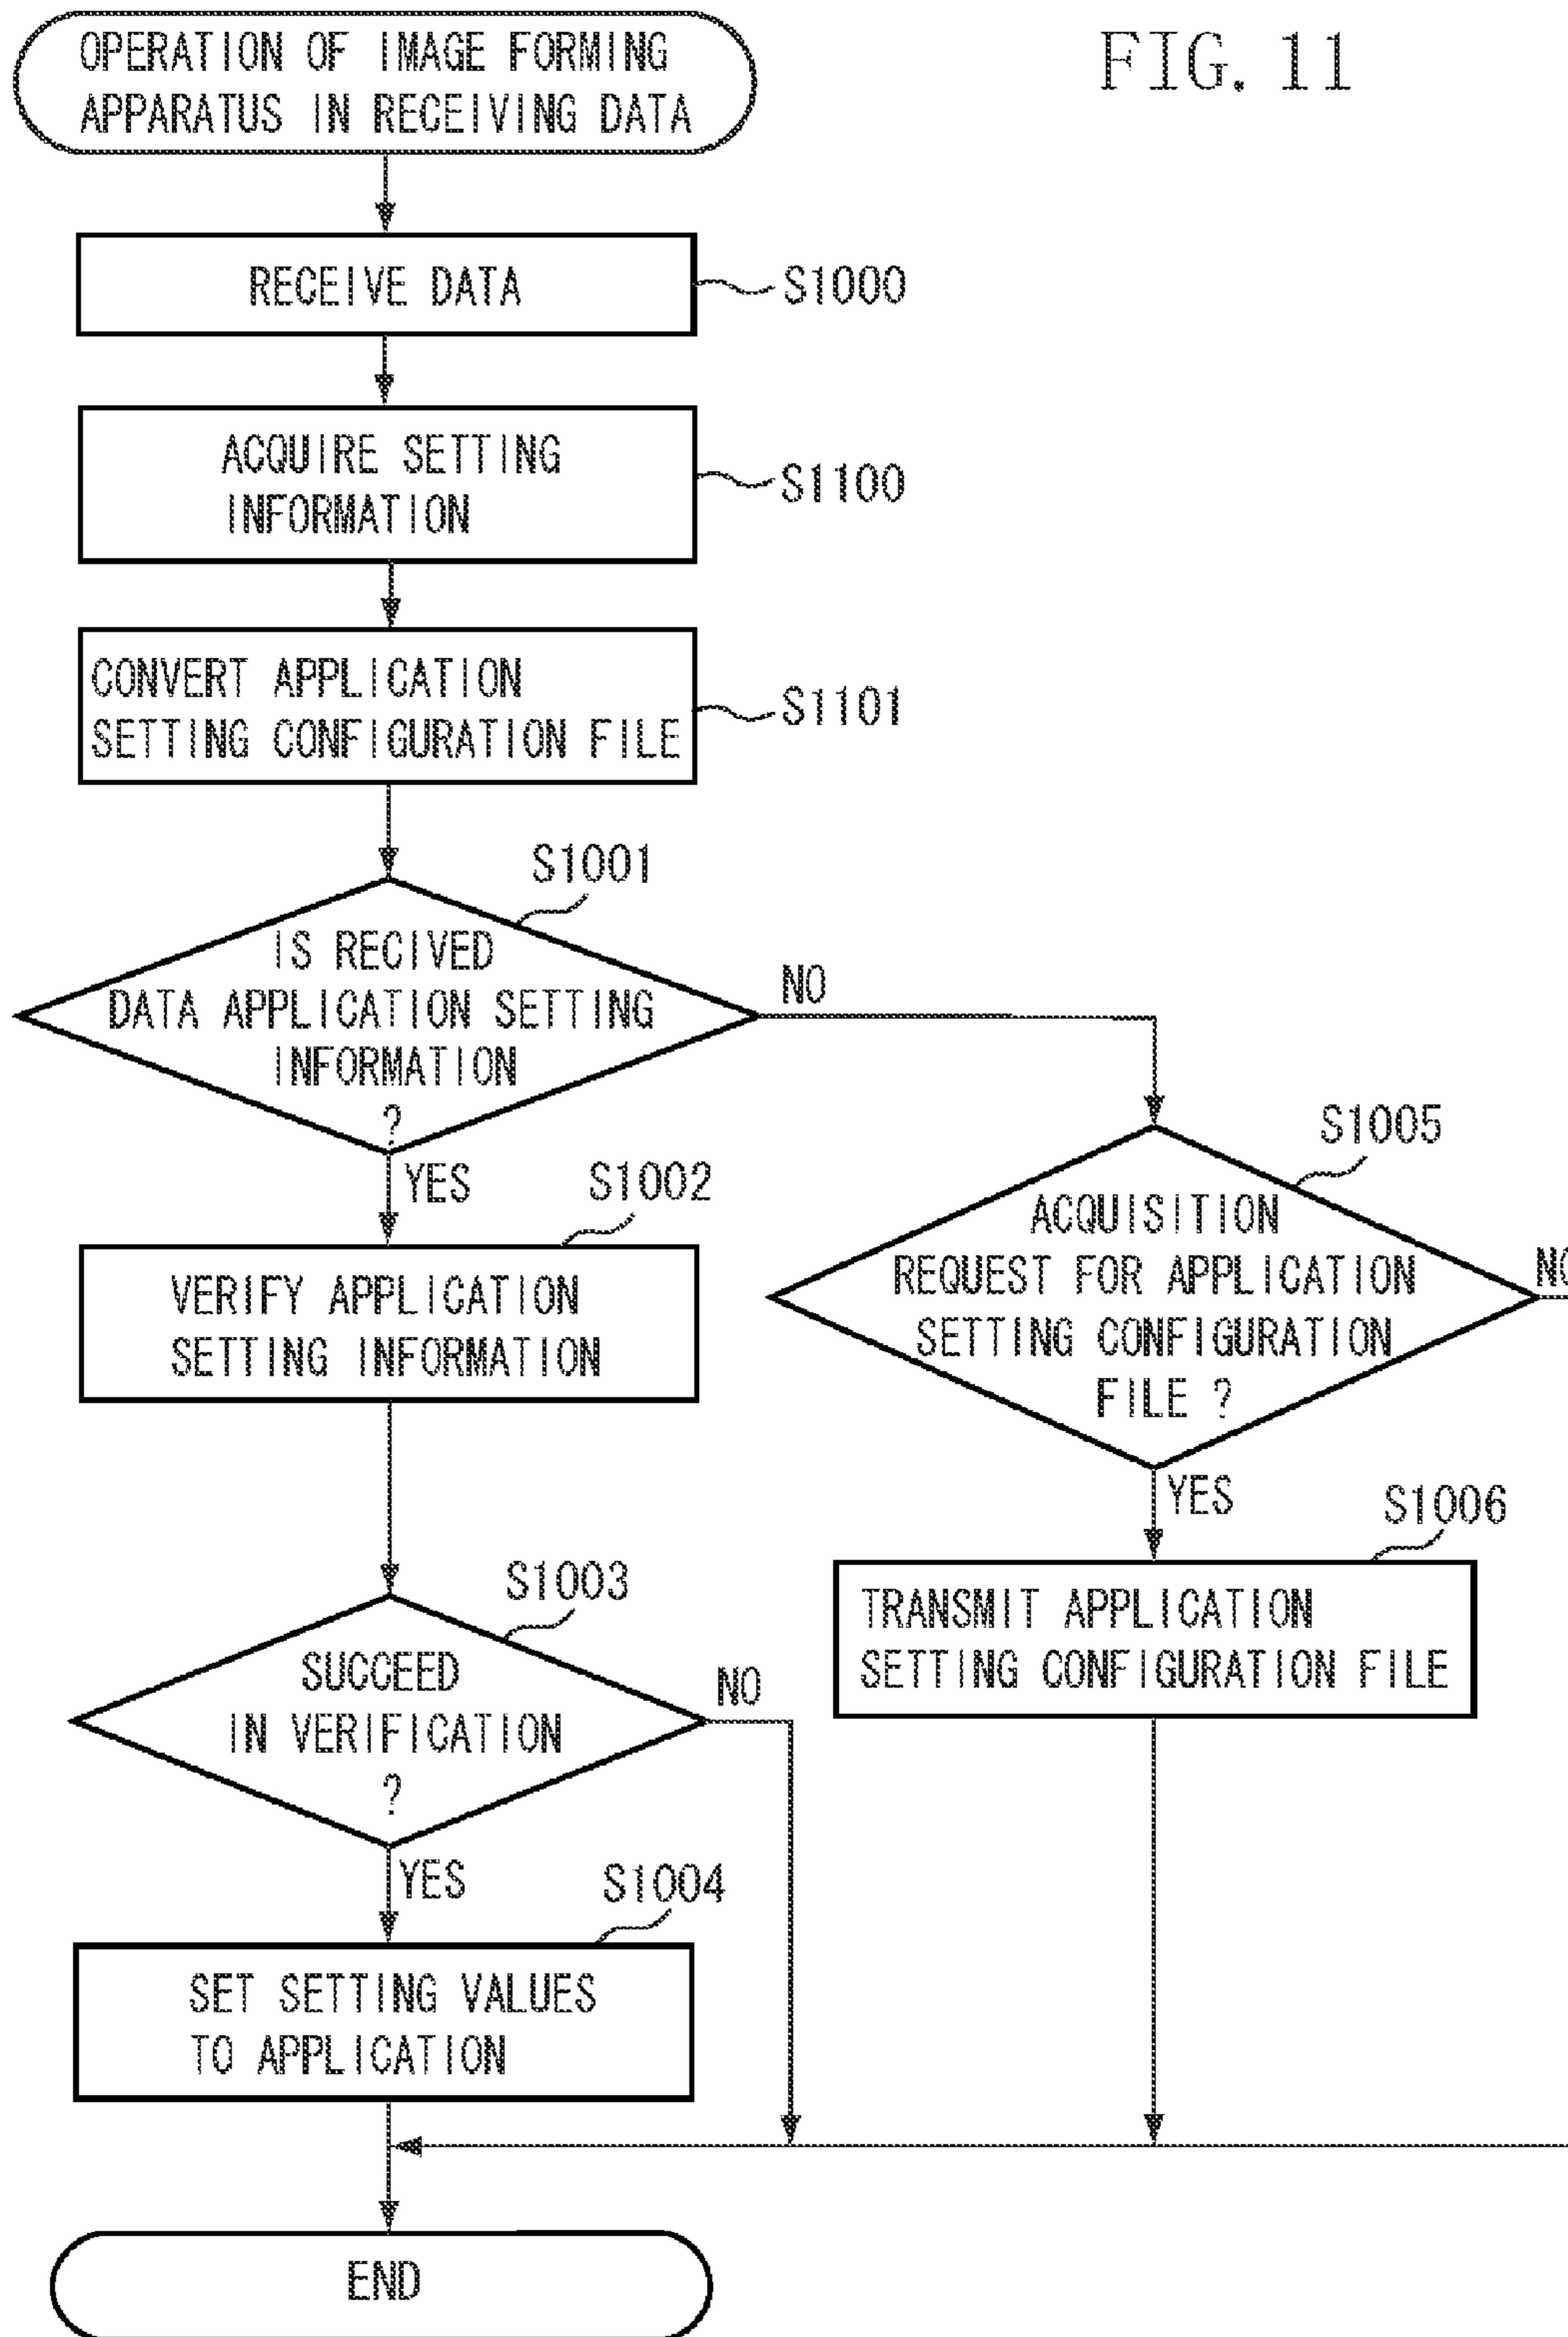 FIG. 11
OPERATION OF IMAGE FORMING
APPARATUS IN RECEIVING DATA
RECEIVE DATA
S1000
ACQUIRE SETTING
INFORMATION
S1100
CONVERT APPLICATION
SETTING CONFIGURATION FILE
S1101
S1001
IS RECIVED
DATA APPLICATION SETTING
INFORMATION
?
NO
YES
S1002
VERIFY APPLICATION
SETTING INFORMATION
S1005
ACQUISITION
REQUEST FOR APPLICATION
SETTING CONFIGURATION
FILE ?
NO
YES
S1006
TRANSMIT APPLICATION
SETTING CONFIGURATION FILE
S1003
SUCCEED
IN VERIFICATION
?
NO
YES
S1004
SET SETTING VALUES
TO APPLICATION
END